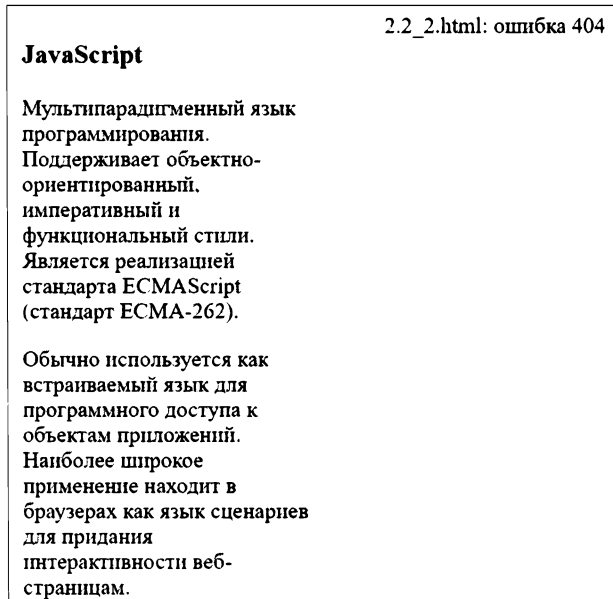 2.2_2.html: ошибка 404
JavaScript
Мультипарадигменный язык
программирования.
Поддерживает объектно-
ориентированный,
императивный и
функциональный стили.
Является реализацией
стандарта ECMAScript
(стандарт ECMA-262).
Обычно используется как
встраиваемый язык для
программного доступа к
объектам приложений.
Наиболее широкое
применение находит в
браузерах как язык сценариев
для придания
интерактивности веб-
страницам.